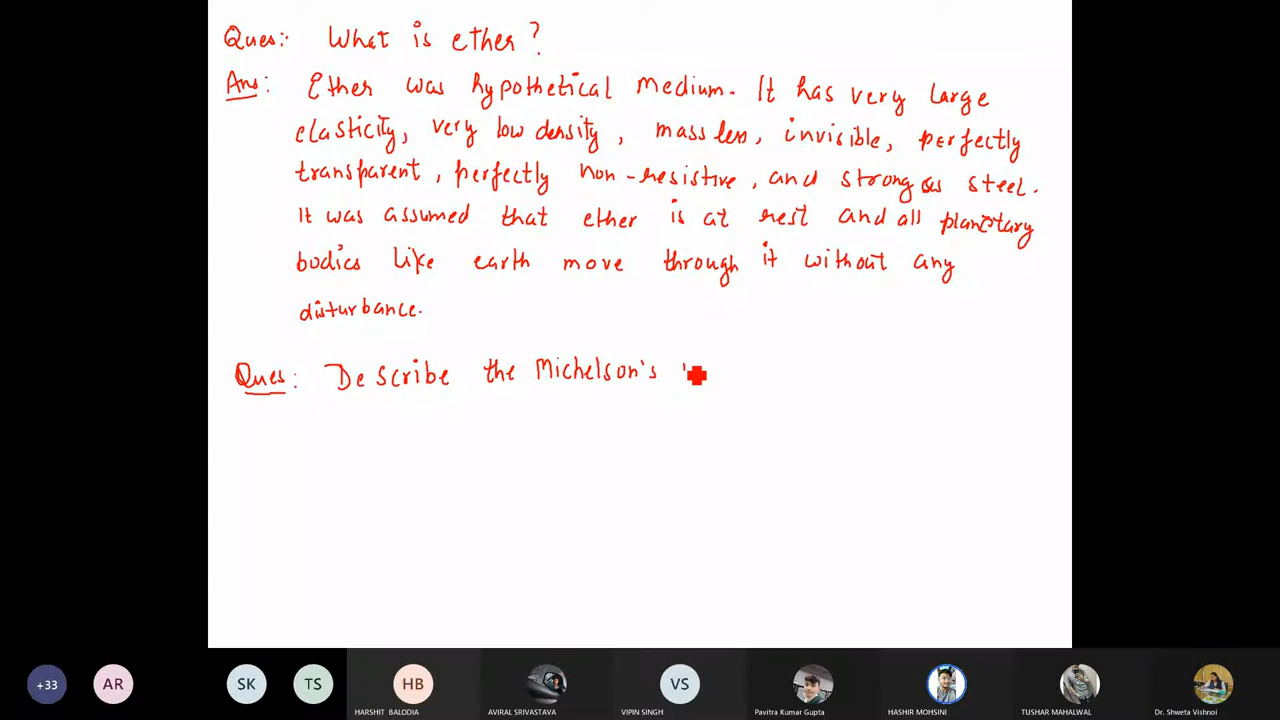 Ques:- What is ether?
Ans: Ether was hypothetical medium. It has very large
elasticity, very low density, mass less, invisible, perfectly
transparent, perfectly non-resistive, and strong as steel.
It was assumed that ether is at rest and all planetary
bodies like earth move through it without any
disturbance.
Ques: Describe the Michelson's
+33 AR SK TS HB VS
HARSHIT BALODIA AVIRAL SRIVASTAVA VIPIN SINGH Pavitra Kumar Gupta HASHIR MOHSINI TUSHAR MAHALWAL Dr. Shweta Vishnoi